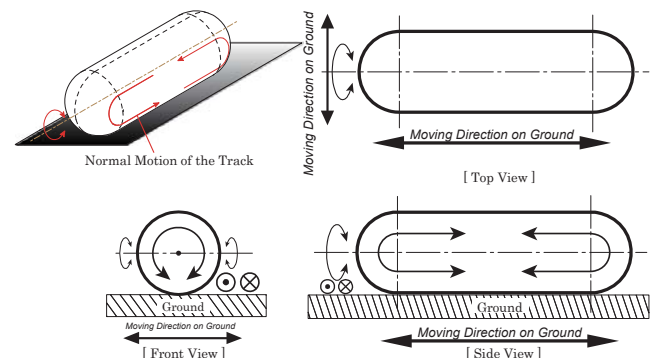 Normal Motion of the Track
Moving Direction on Ground
Moving Direction on Ground
[ Top View ]
Ground
Moving Direction on Ground
[ Front View ]
Ground
Moving Direction on Ground
[ Side View ]